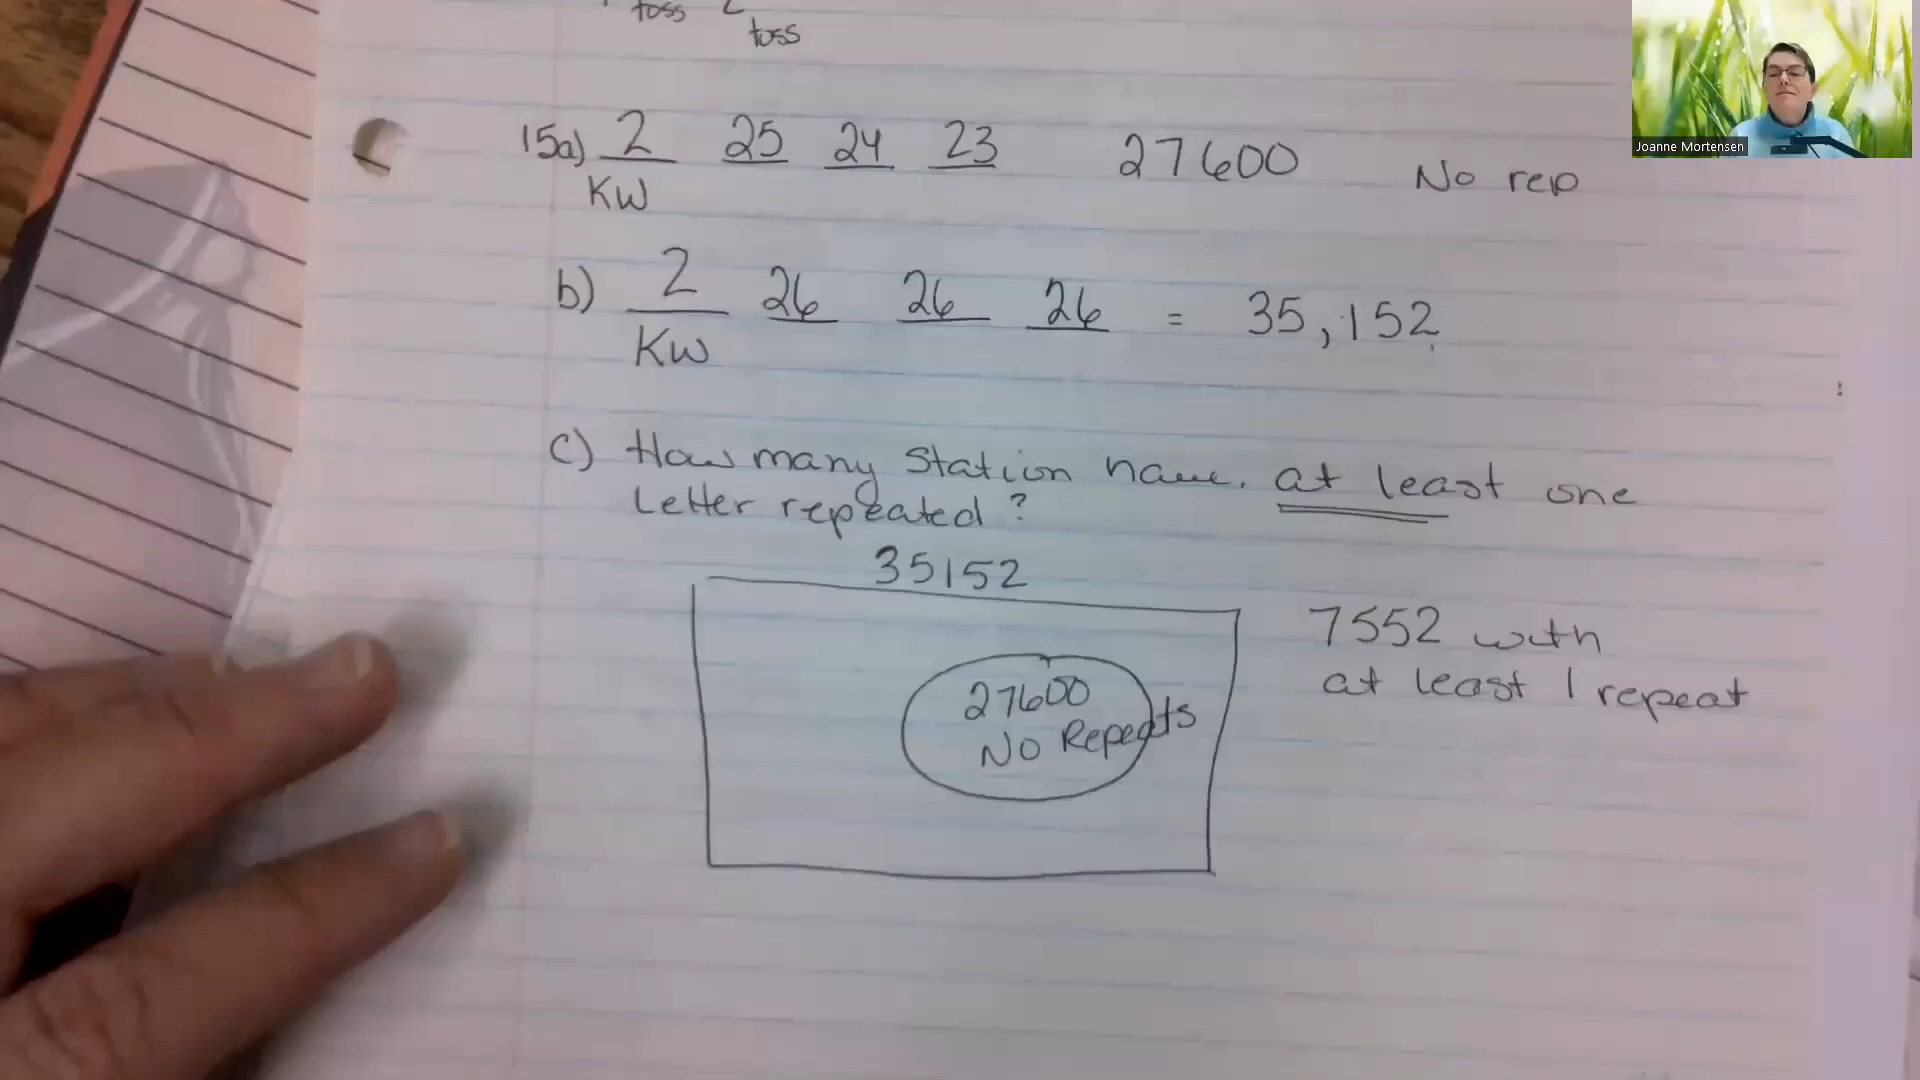 toss 2
toss
15a) 2 25 24 23 27600 No rep
KW
b) 2 26 26 26 = 35,152
KW
c) How many station have at least one
Letter repeated?
35152
7552 with
at least 1 repeat
27600
No Repeats
Joanne Mortensen